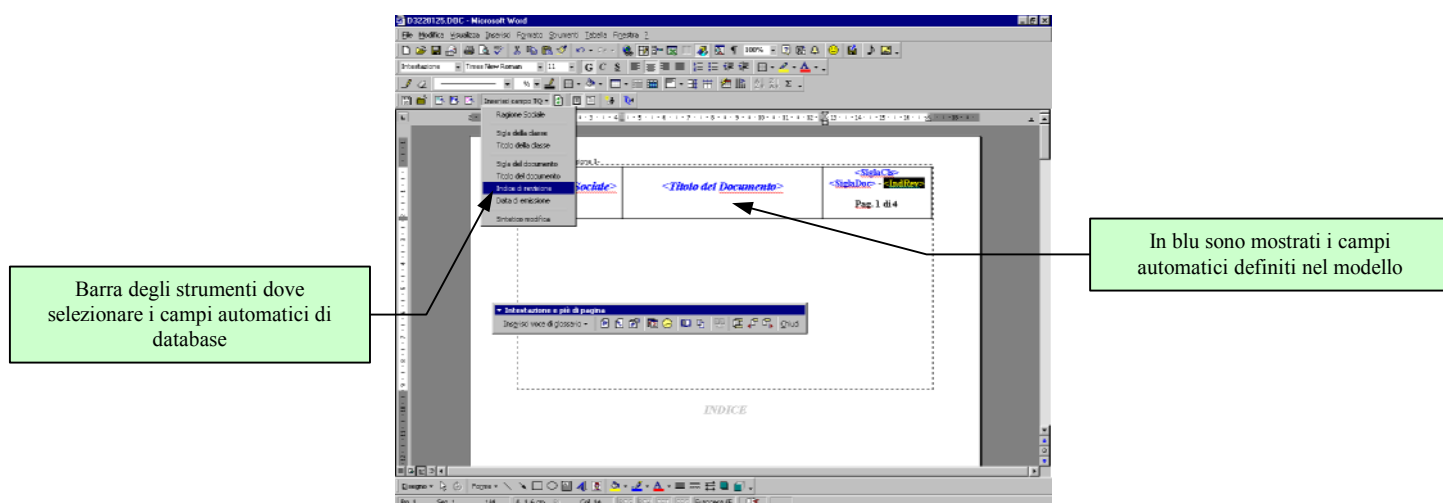 D3220125.DOC - Microsoft Word
File Modifica Visualizza Inserisci Formato Strumenti Tabella Finestra ?
100%
Intestazione Times New Roman 11 G C S
Inserisci campo TQ
Ragione Sociale
Sigla della classe
Titolo della classe
Sigla del documento
Titolo del documento
Indice di revisione
Data di emissione
Sintetica modifica
Sociale>
<Titolo del Documento>
<SiglaCls>
<SiglaDoc> - <IndRev>
Pag. 1 di 4
Barra degli strumenti dove
selezionare i campi automatici di
database
In blu sono mostrati i campi
automatici definiti nel modello
Intestazione e piè di pagina
Inserisci voce di glossario
Chiudi
INDICE
Disegno Forme